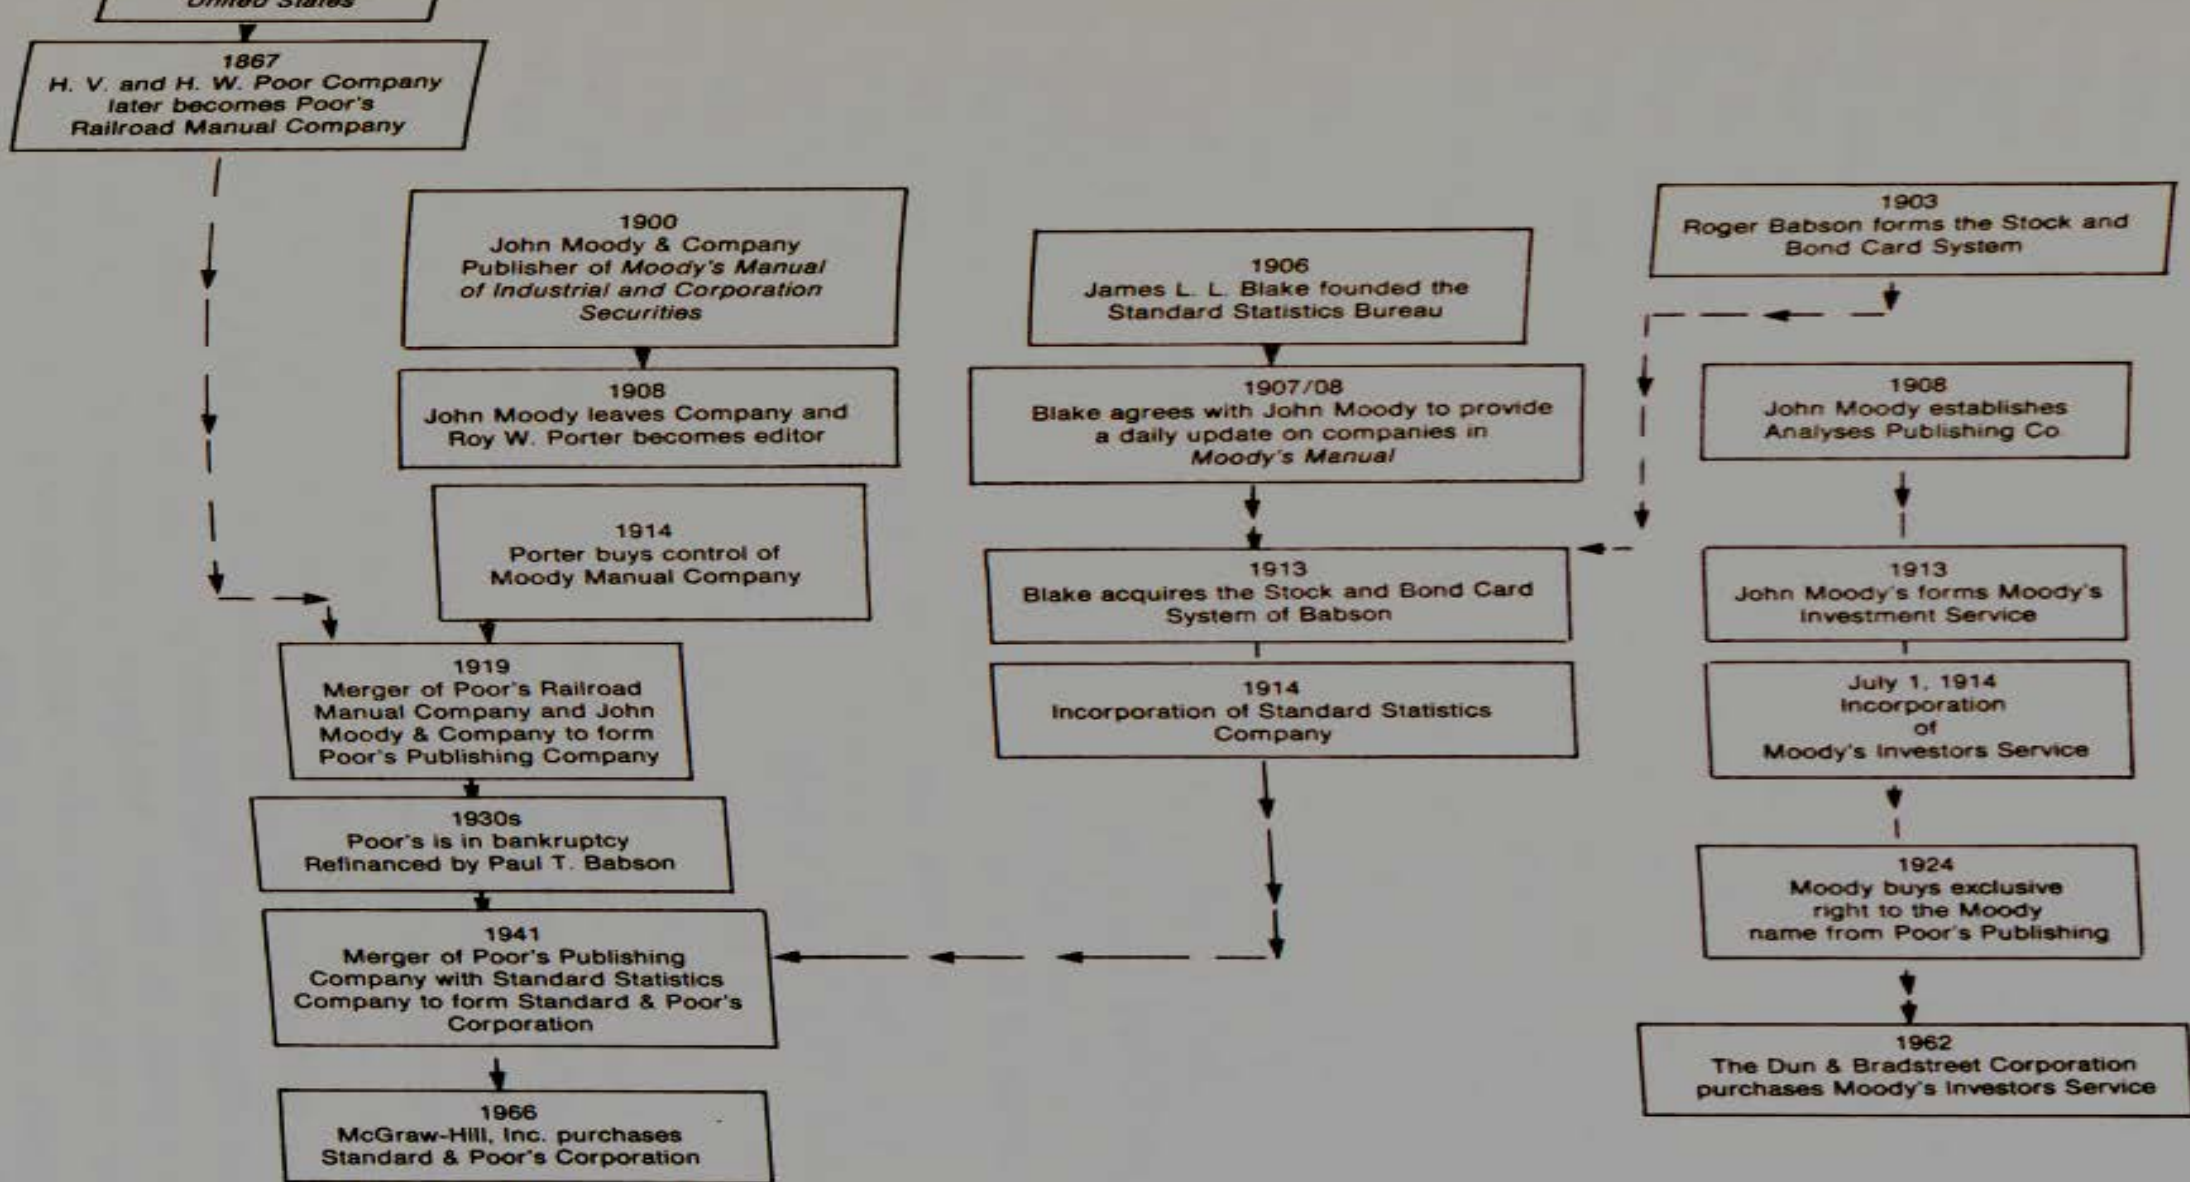 United States
1867
H. V. and H. W. Poor Company
later becomes Poor's
Railroad Manual Company
1900
John Moody & Company
Publisher of Moody's Manual
of Industrial and Corporation
Securities
1908
John Moody leaves Company and
Roy W. Porter becomes editor
1914
Porter buys control of
Moody Manual Company
1919
Merger of Poor's Railroad
Manual Company and John
Moody & Company to form
Poor's Publishing Company
1930s
Poor's is in bankruptcy
Refinanced by Paul T. Babson
1941
Merger of Poor's Publishing
Company with Standard Statistics
Company to form Standard & Poor's
Corporation
1966
McGraw-Hill, Inc. purchases
Standard & Poor's Corporation
1906
James L. L. Blake founded the
Standard Statistics Bureau
1907/08
Blake agrees with John Moody to provide
a daily update on companies in
Moody's Manual
1913
Blake acquires the Stock and Bond Card
System of Babson
1914
Incorporation of Standard Statistics
Company
1903
Roger Babson forms the Stock and
Bond Card System
1908
John Moody establishes
Analyses Publishing Co
1913
John Moody's forms Moody's
Investment Service
July 1, 1914
Incorporation
of
Moody's Investors Service
1924
Moody buys exclusive
right to the Moody
name from Poor's Publishing
1962
The Dun & Bradstreet Corporation
purchases Moody's Investors Service